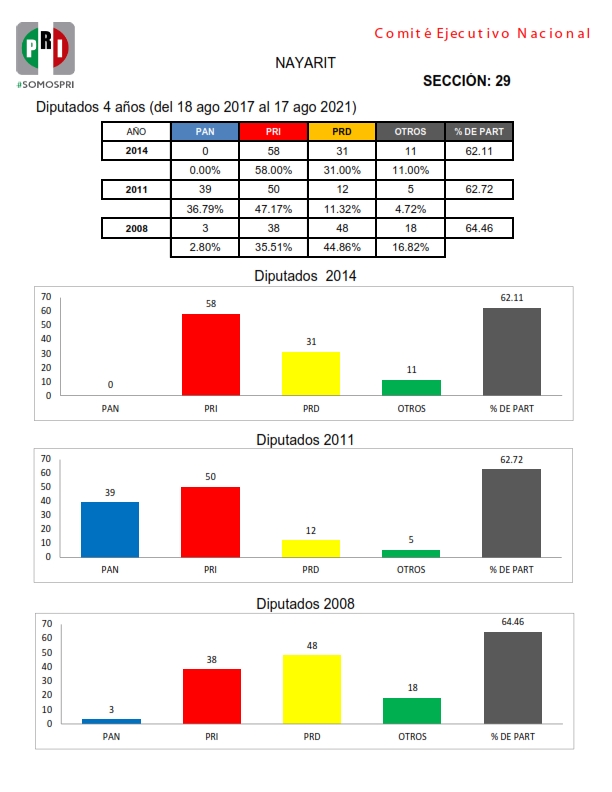 PRI
#SOMOSPRI
Comité Ejecutivo Nacional
NAYARIT
SECCIÓN: 29
Diputados 4 años (del 18 ago 2017 al 17 ago 2021)
AÑO PAN PRI PRD OTROS % DE PART
2014 0 58 31 11 62.11
0.00% 58.00% 31.00% 11.00%
2011 39 50 12 5 62.72
36.79% 47.17% 11.32% 4.72%
2008 3 38 48 18 64.46
2.80% 35.51% 44.86% 16.82%
Diputados 2014
70
60
50
40
30
20
10
0
0 58 31 11 62.11
PAN PRI PRD OTROS % DE PART
Diputados 2011
70
60
50
40
30
20
10
0
39 50 12 5 62.72
PAN PRI PRD OTROS % DE PART
Diputados 2008
70
60
50
40
30
20
10
0
3 38 48 18 64.46
PAN PRI PRD OTROS % DE PART